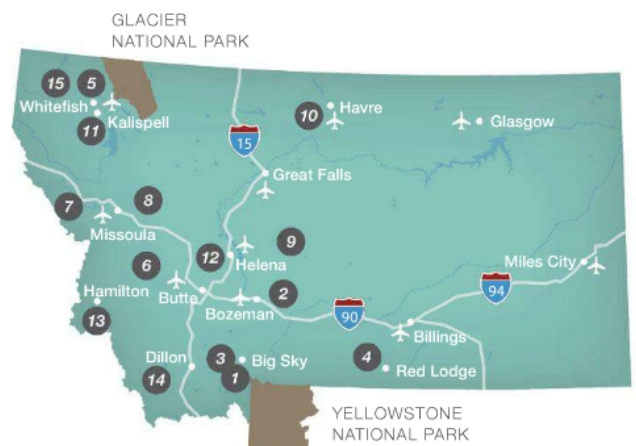 GLACIER
NATIONAL PARK
15
5
Whitefish
11
Kalispell
10
Havre
Glasgow
15
Great Falls
7
8
Missoula
6
12
Helena
9
Miles City
Hamilton
13
Butte
Bozeman
2
90
94
Billings
Dillon
14
3
1
Big Sky
4
Red Lodge
YELLOWSTONE
NATIONAL PARK